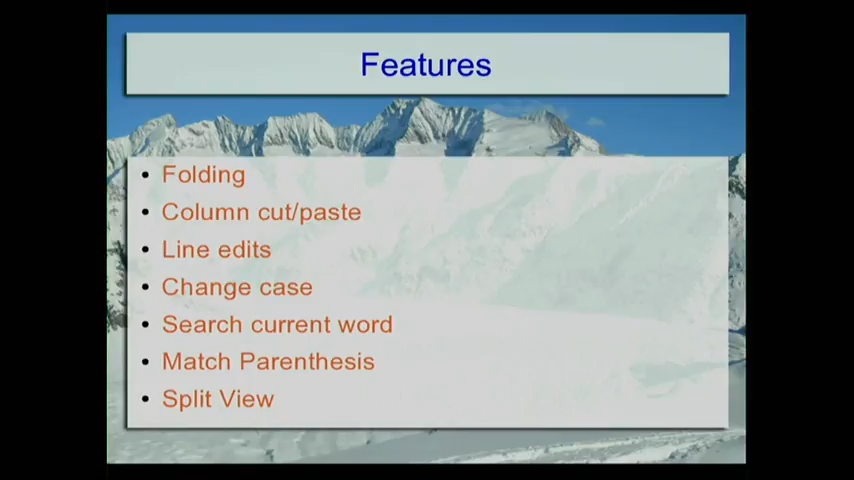 Features
• Folding
• Column cut/paste
• Line edits
• Change case
• Search current word
• Match Parenthesis
• Split View